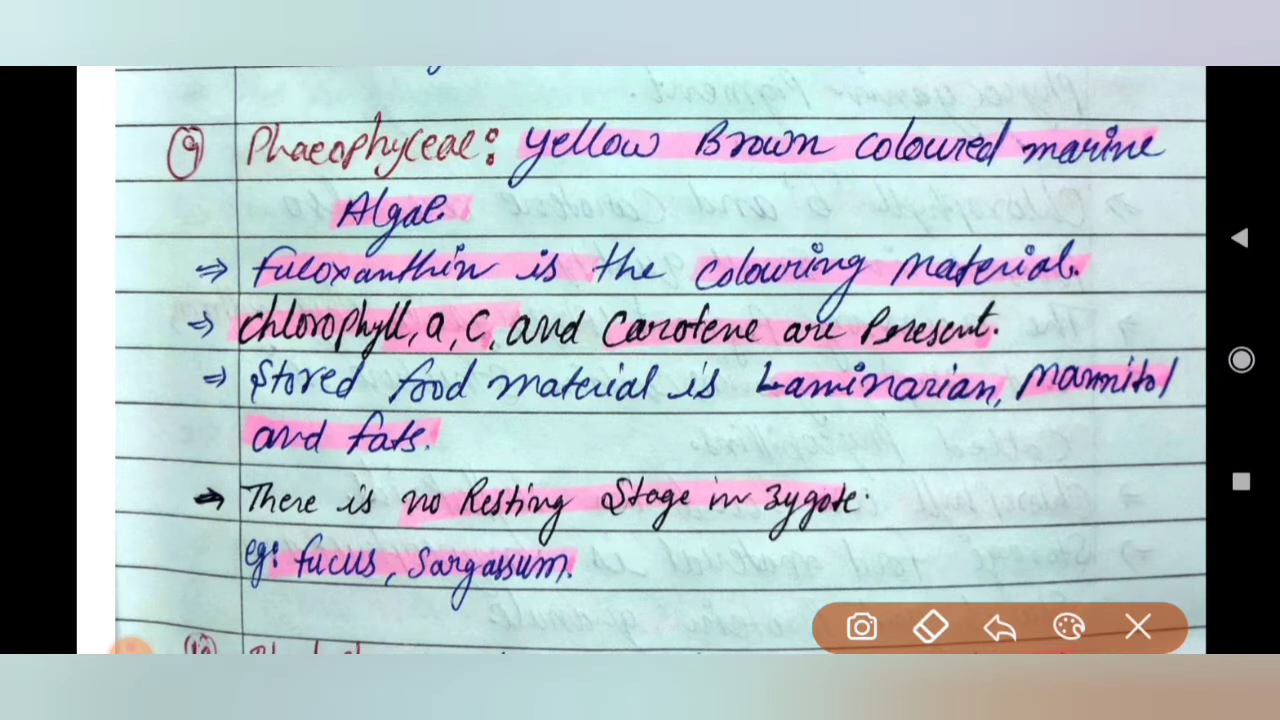 9 Phaeophyceae: Yellow Brown coloured marine
Algae.
⇒ fucoxanthin is the colouring material.
⇒ chlorophyll, a, c, and Carotene are Present.
⇒ Stored food material is Laminarian, Mannitol
and fats.
→ There is no Resting Stage in zygote.
eg: fucus, Sargassum.